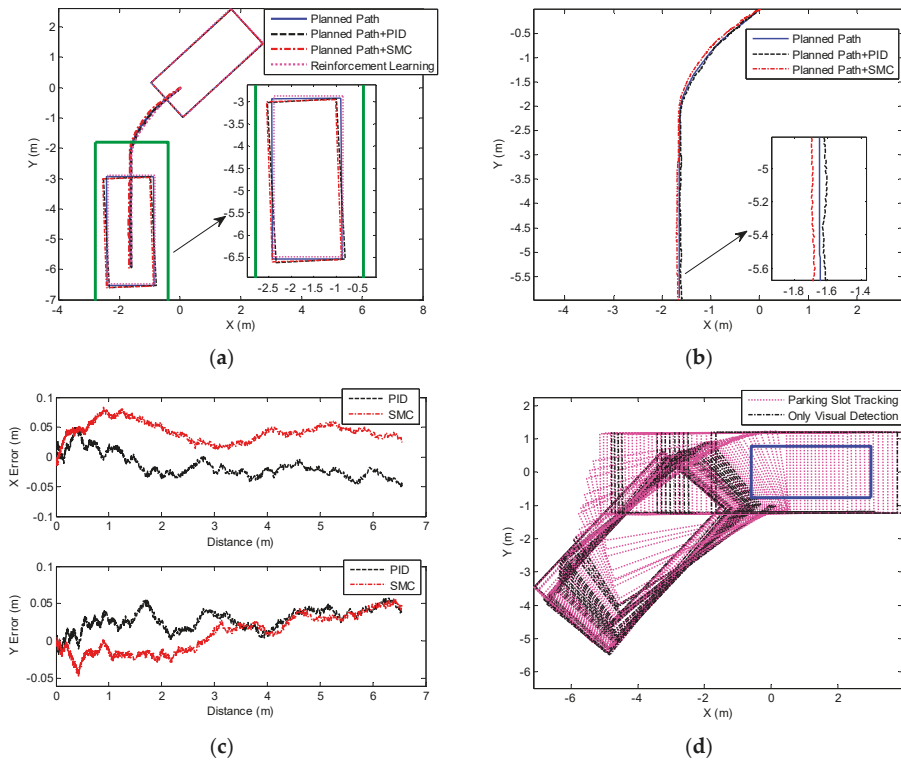 Planned Path
Planned Path+PID
Planned Path+SMC
Reinforcement Learning
2
1
0
-1
-2
-3
-4
-5
-6
-7
Y (m)
-3
-3.5
-4
-4.5
-5
-5.5
-6
-6.5
-2.5 -2 -1.5 -1 -0.5
-4 -2 0 2 4 6 8
X (m)
(a)
Planned Path
Planned Path+PID
Planned Path+SMC
-0.5
-1
-1.5
-2
-2.5
-3
-3.5
-4
-4.5
-5
-5.5
Y (m)
-5
-5.2
-5.4
-5.6
-1.8 -1.6 -1.4
-4 -3 -2 -1 0 1
X (m)
(b)
PID
SMC
0.1
0.05
0
-0.05
0.1
X Error (m)
0 1 2 3 4 5 6 7
Distance (m)
PID
SMC
0.1
0.05
0
-0.05
Y Error (m)
0 1 2 3 4 5 6 7
Distance (m)
(c)
Parking Slot Tracking
Only Visual Detection
2
1
0
-1
-2
-3
-4
-5
-6
Y (m)
-6 -4 -2 0 2
X (m)
(d)